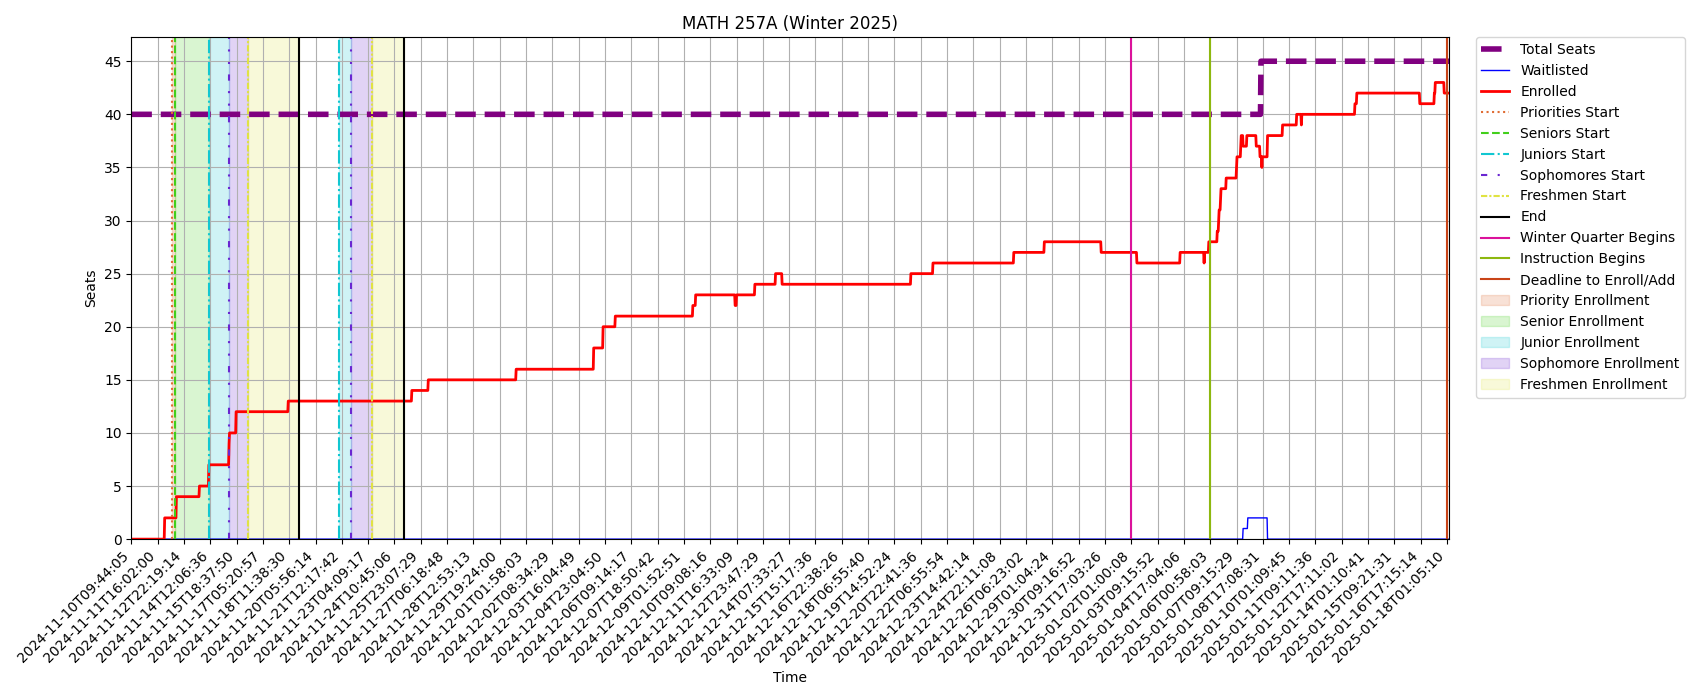 MATH 257A (Winter 2025)
Seats
45
40
35
30
25
20
15
10
5
0
2024-11-10T09:44:05
2024-11-11T16:02:00
2024-11-12T22:19:14
2024-11-14T12:06:36
2024-11-15T18:37:50
2024-11-17T05:20:57
2024-11-18T11:38:30
2024-11-20T05:56:14
2024-11-21T12:17:42
2024-11-23T04:09:17
2024-11-24T10:45:06
2024-11-25T23:07:29
2024-11-27T06:18:48
2024-11-28T12:53:13
2024-11-29T19:24:00
2024-12-01T01:58:03
2024-12-02T08:34:29
2024-12-03T16:04:49
2024-12-04T23:04:50
2024-12-06T09:14:17
2024-12-07T18:50:42
2024-12-09T01:52:51
2024-12-10T09:08:16
2024-12-11T16:33:09
2024-12-12T23:47:29
2024-12-14T07:33:27
2024-12-15T15:17:36
2024-12-16T22:38:26
2024-12-18T06:55:40
2024-12-19T14:52:24
2024-12-20T22:41:36
2024-12-22T06:55:54
2024-12-23T14:42:14
2024-12-24T22:11:08
2024-12-26T06:23:02
2024-12-29T01:04:24
2024-12-30T09:16:52
2024-12-31T17:03:26
2025-01-02T01:00:08
2025-01-03T09:15:52
2025-01-04T17:04:06
2025-01-06T00:58:03
2025-01-07T09:15:29
2025-01-08T17:08:31
2025-01-10T01:09:45
2025-01-11T09:11:36
2025-01-12T17:11:02
2025-01-14T01:10:41
2025-01-15T09:21:31
2025-01-16T17:15:14
2025-01-18T01:05:10
Time
Total Seats
Waitlisted
Enrolled
Priorities Start
Seniors Start
Juniors Start
Sophomores Start
Freshmen Start
End
Winter Quarter Begins
Instruction Begins
Deadline to Enroll/Add
Priority Enrollment
Senior Enrollment
Junior Enrollment
Sophomore Enrollment
Freshmen Enrollment